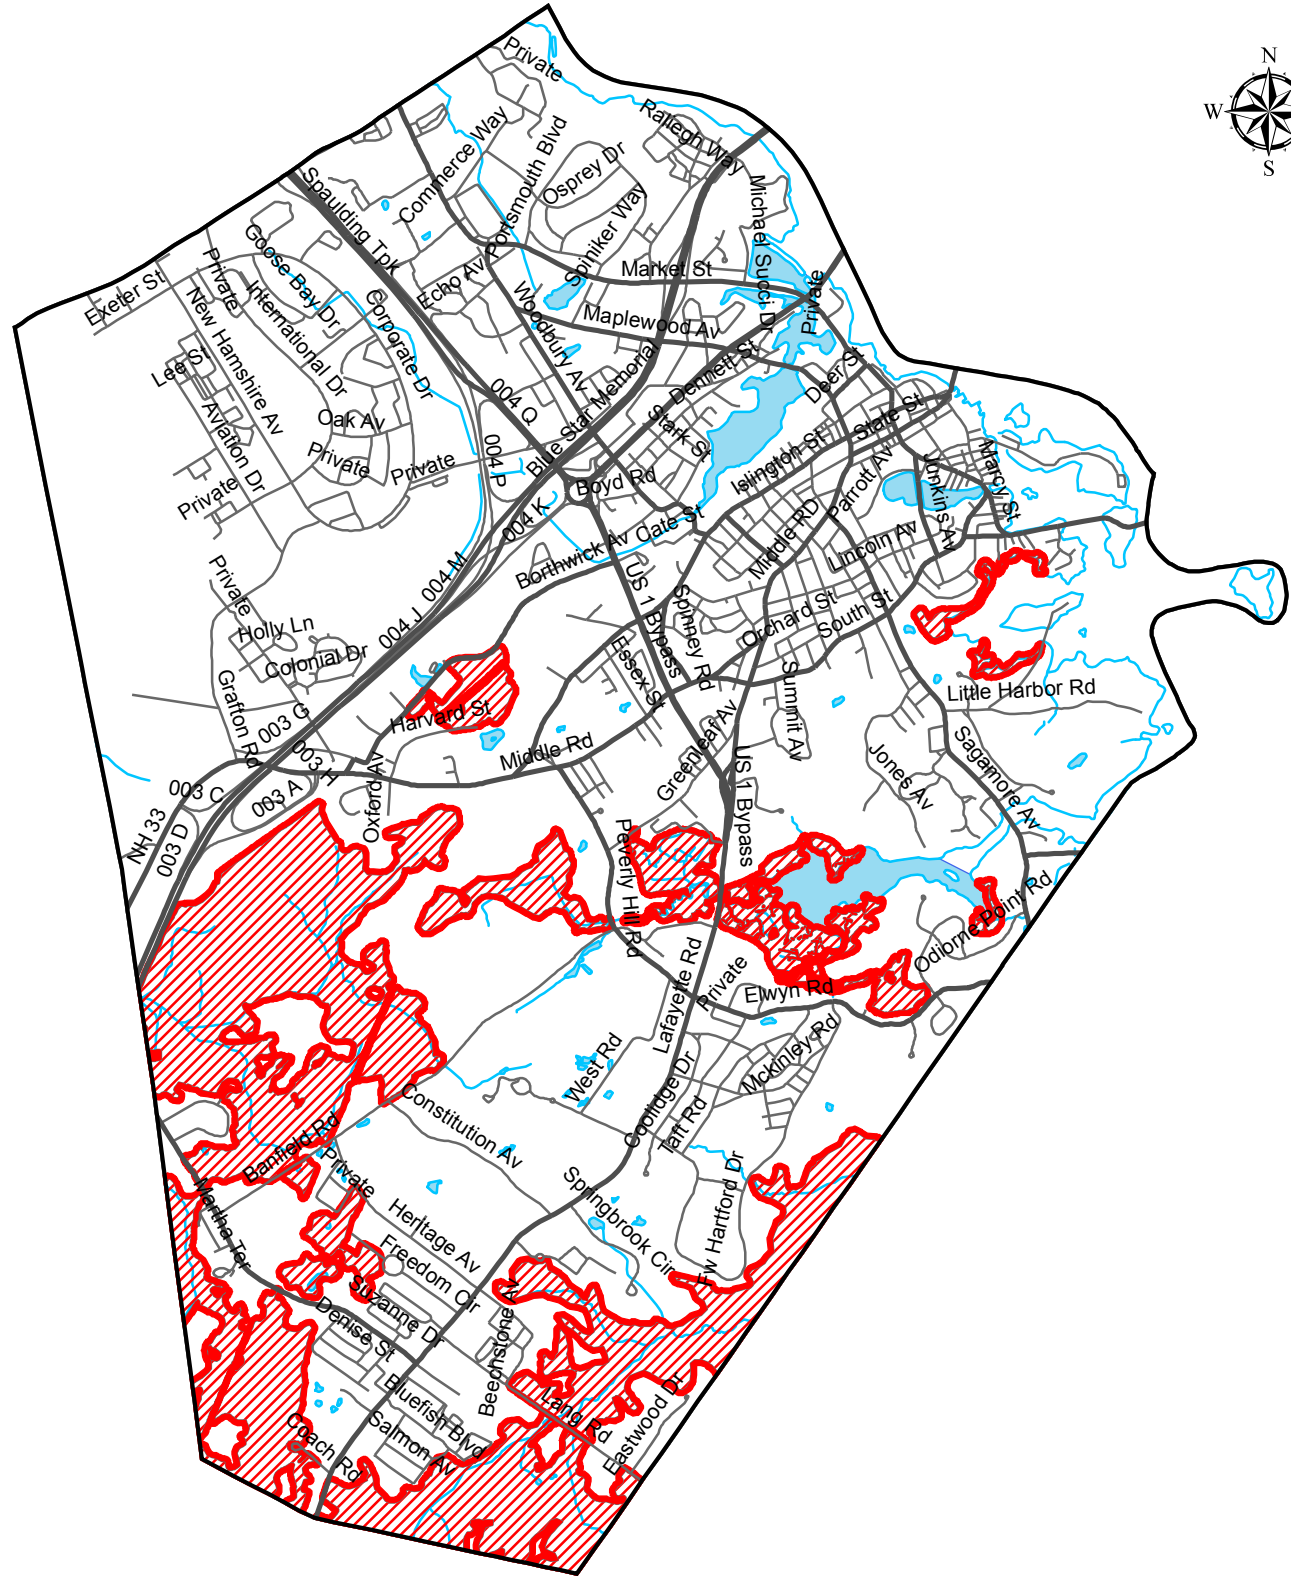 N
W
S
Private
Ralegh Way
Commerce Way
Portsmouth Blvd
Osprey Dr
Spaulding Tpk
Michael Succi Dr
Spiniker Way
Goose Bay Dr
Private
Echo Av
Market St
Exeter St
International Dr
New Hampshire Av
Corporate Dr
Woodbury Av
Maplewood Av
Private
Lee St
Dennett St
Deer St
Blue Star Memorial
004 Q
Aviation Dr
Oak Av
Stark St
State St
Private
Private
004 P
Islington St
Parrott Av
Junkins Av
Marcy St
Private
Boyd Rd
004 K
Cate St
Middle RD
Lincoln Av
Borthwick Av
004 M
US 1 Bypass
Private
Spinney Rd
Orchard St
South St
004 J
Holly Ln
Colonial Dr
Essex St
Summit Av
Little Harbor Rd
Grafton Rd
Harvard St
003 G
Middle Rd
Greenleaf Av
Sagamore Av
Jones Av
003 H
US 1 Bypass
003 C
003 A
Oxford Av
NH 33
003 D
Peverly Hill Rd
Odiorne Point Rd
Lafayette Rd
Private
Elwyn Rd
West Rd
Mckinley Rd
Coolidge Dr
Taft Rd
Constitution Av
Banfield Rd
Private
Springbrook Cir
Fw Hartford Dr
Martha Ter
Heritage Av
Freedom Cir
Suzanne Dr
Denise St
Beechstone Av
Bluefish Blvd
Lang Rd
Eastwood Dr
Salmon Av
Coach Rd